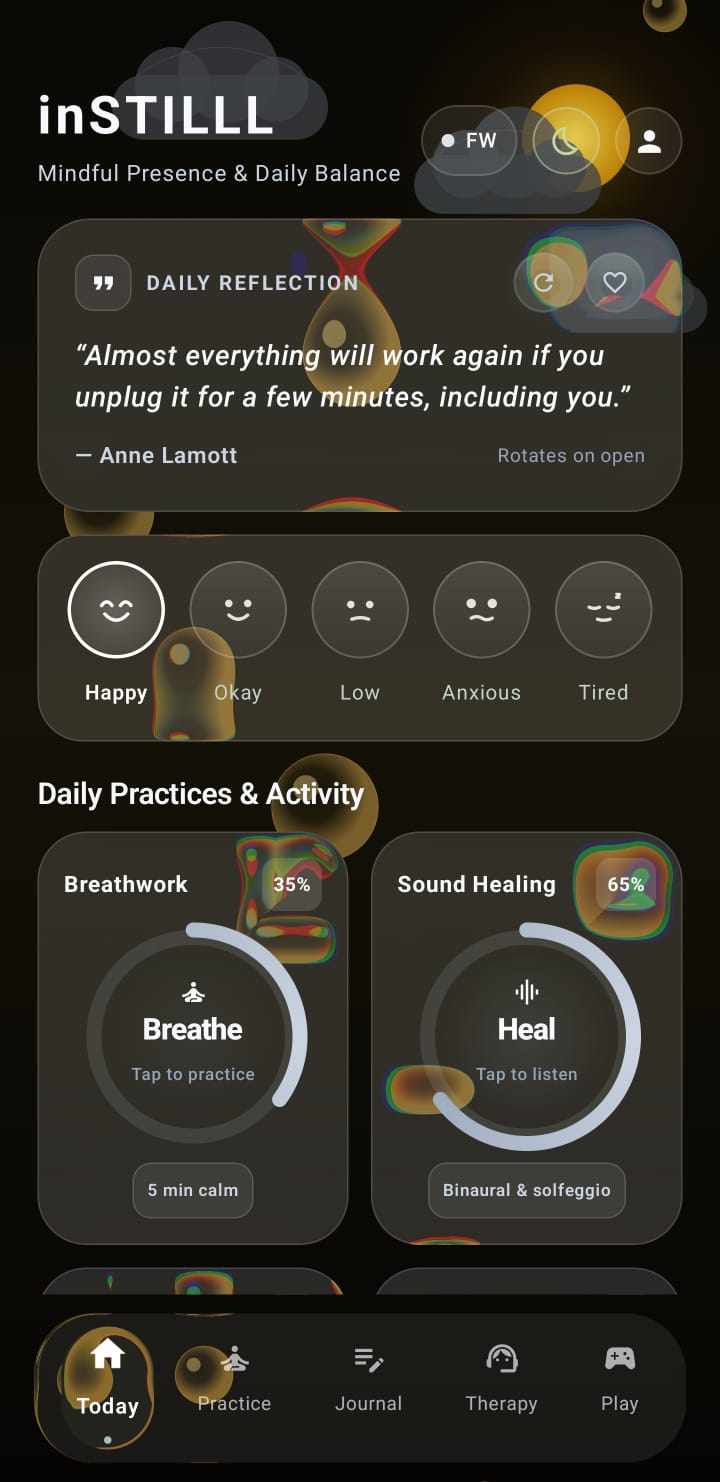 inSTILLL
FW
Mindful Presence & Daily Balance
DAILY REFLECTION
“Almost everything will work again if you
unplug it for a few minutes, including you.”
— Anne Lamott
Rotates on open
Happy
Okay
Low
Anxious
Tired
Daily Practices & Activity
Breathwork
35%
Breathe
Tap to practice
5 min calm
Sound Healing
65%
Heal
Tap to listen
Binaural & solfeggio
Today
Practice
Journal
Therapy
Play